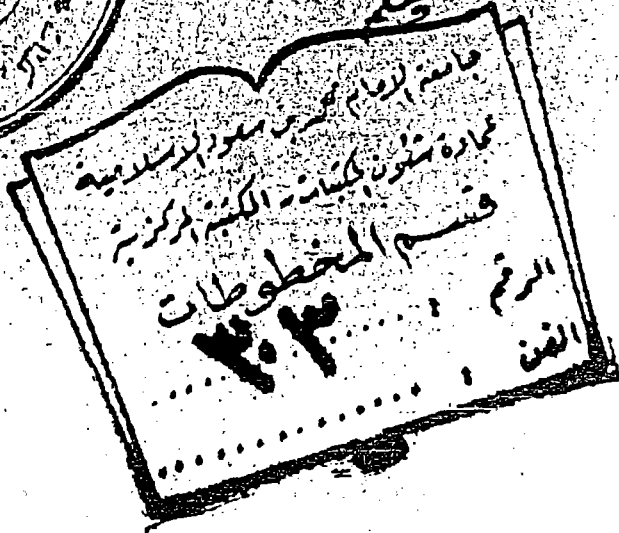 جامعة الإمام محمد بن سعود الإسلامية
عمادة شئون المكتبات - المكتبة المركزية
قسم المخطوطات
الرقم : ٣٠٣
الفن :